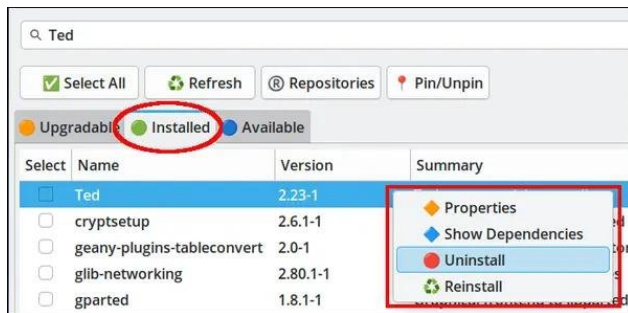 Ted
Select All Refresh Repositories Pin/Unpin
Upgradable Installed Available
Select Name Version Summary
Ted 2.23-1
Properties
cryptsetup 2.6.1-1
Show Dependencies
geany-plugins-tableconvert 2.0-1
Uninstall
glib-networking 2.80.1-1
Reinstall
gparted 1.8.1-1